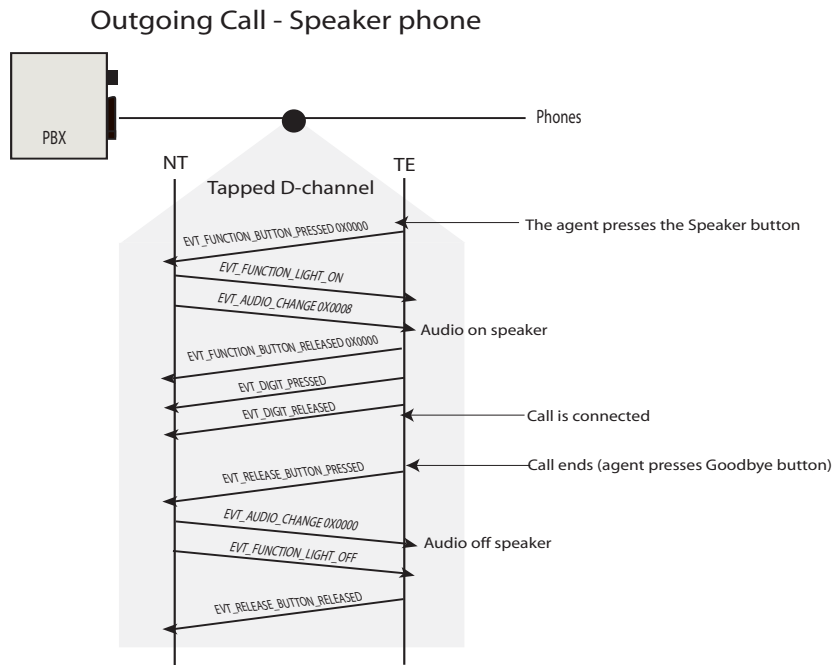 Outgoing Call - Speaker phone
PBX
Phones
NT
TE
Tapped D-channel
The agent presses the Speaker button
EVT_FUNCTION_BUTTON_PRESSED 0X0000
EVT_FUNCTION_LIGHT_ON
EVT_AUDIO_CHANGE 0X0008
Audio on speaker
EVT_FUNCTION_BUTTON_RELEASED 0X0000
EVT_DIGIT_PRESSED
EVT_DIGIT_RELEASED
Call is connected
Call ends (agent presses Goodbye button)
EVT_RELEASE_BUTTON_PRESSED
EVT_AUDIO_CHANGE 0X0000
Audio off speaker
EVT_FUNCTION_LIGHT_OFF
EVT_RELEASE_BUTTON_RELEASED